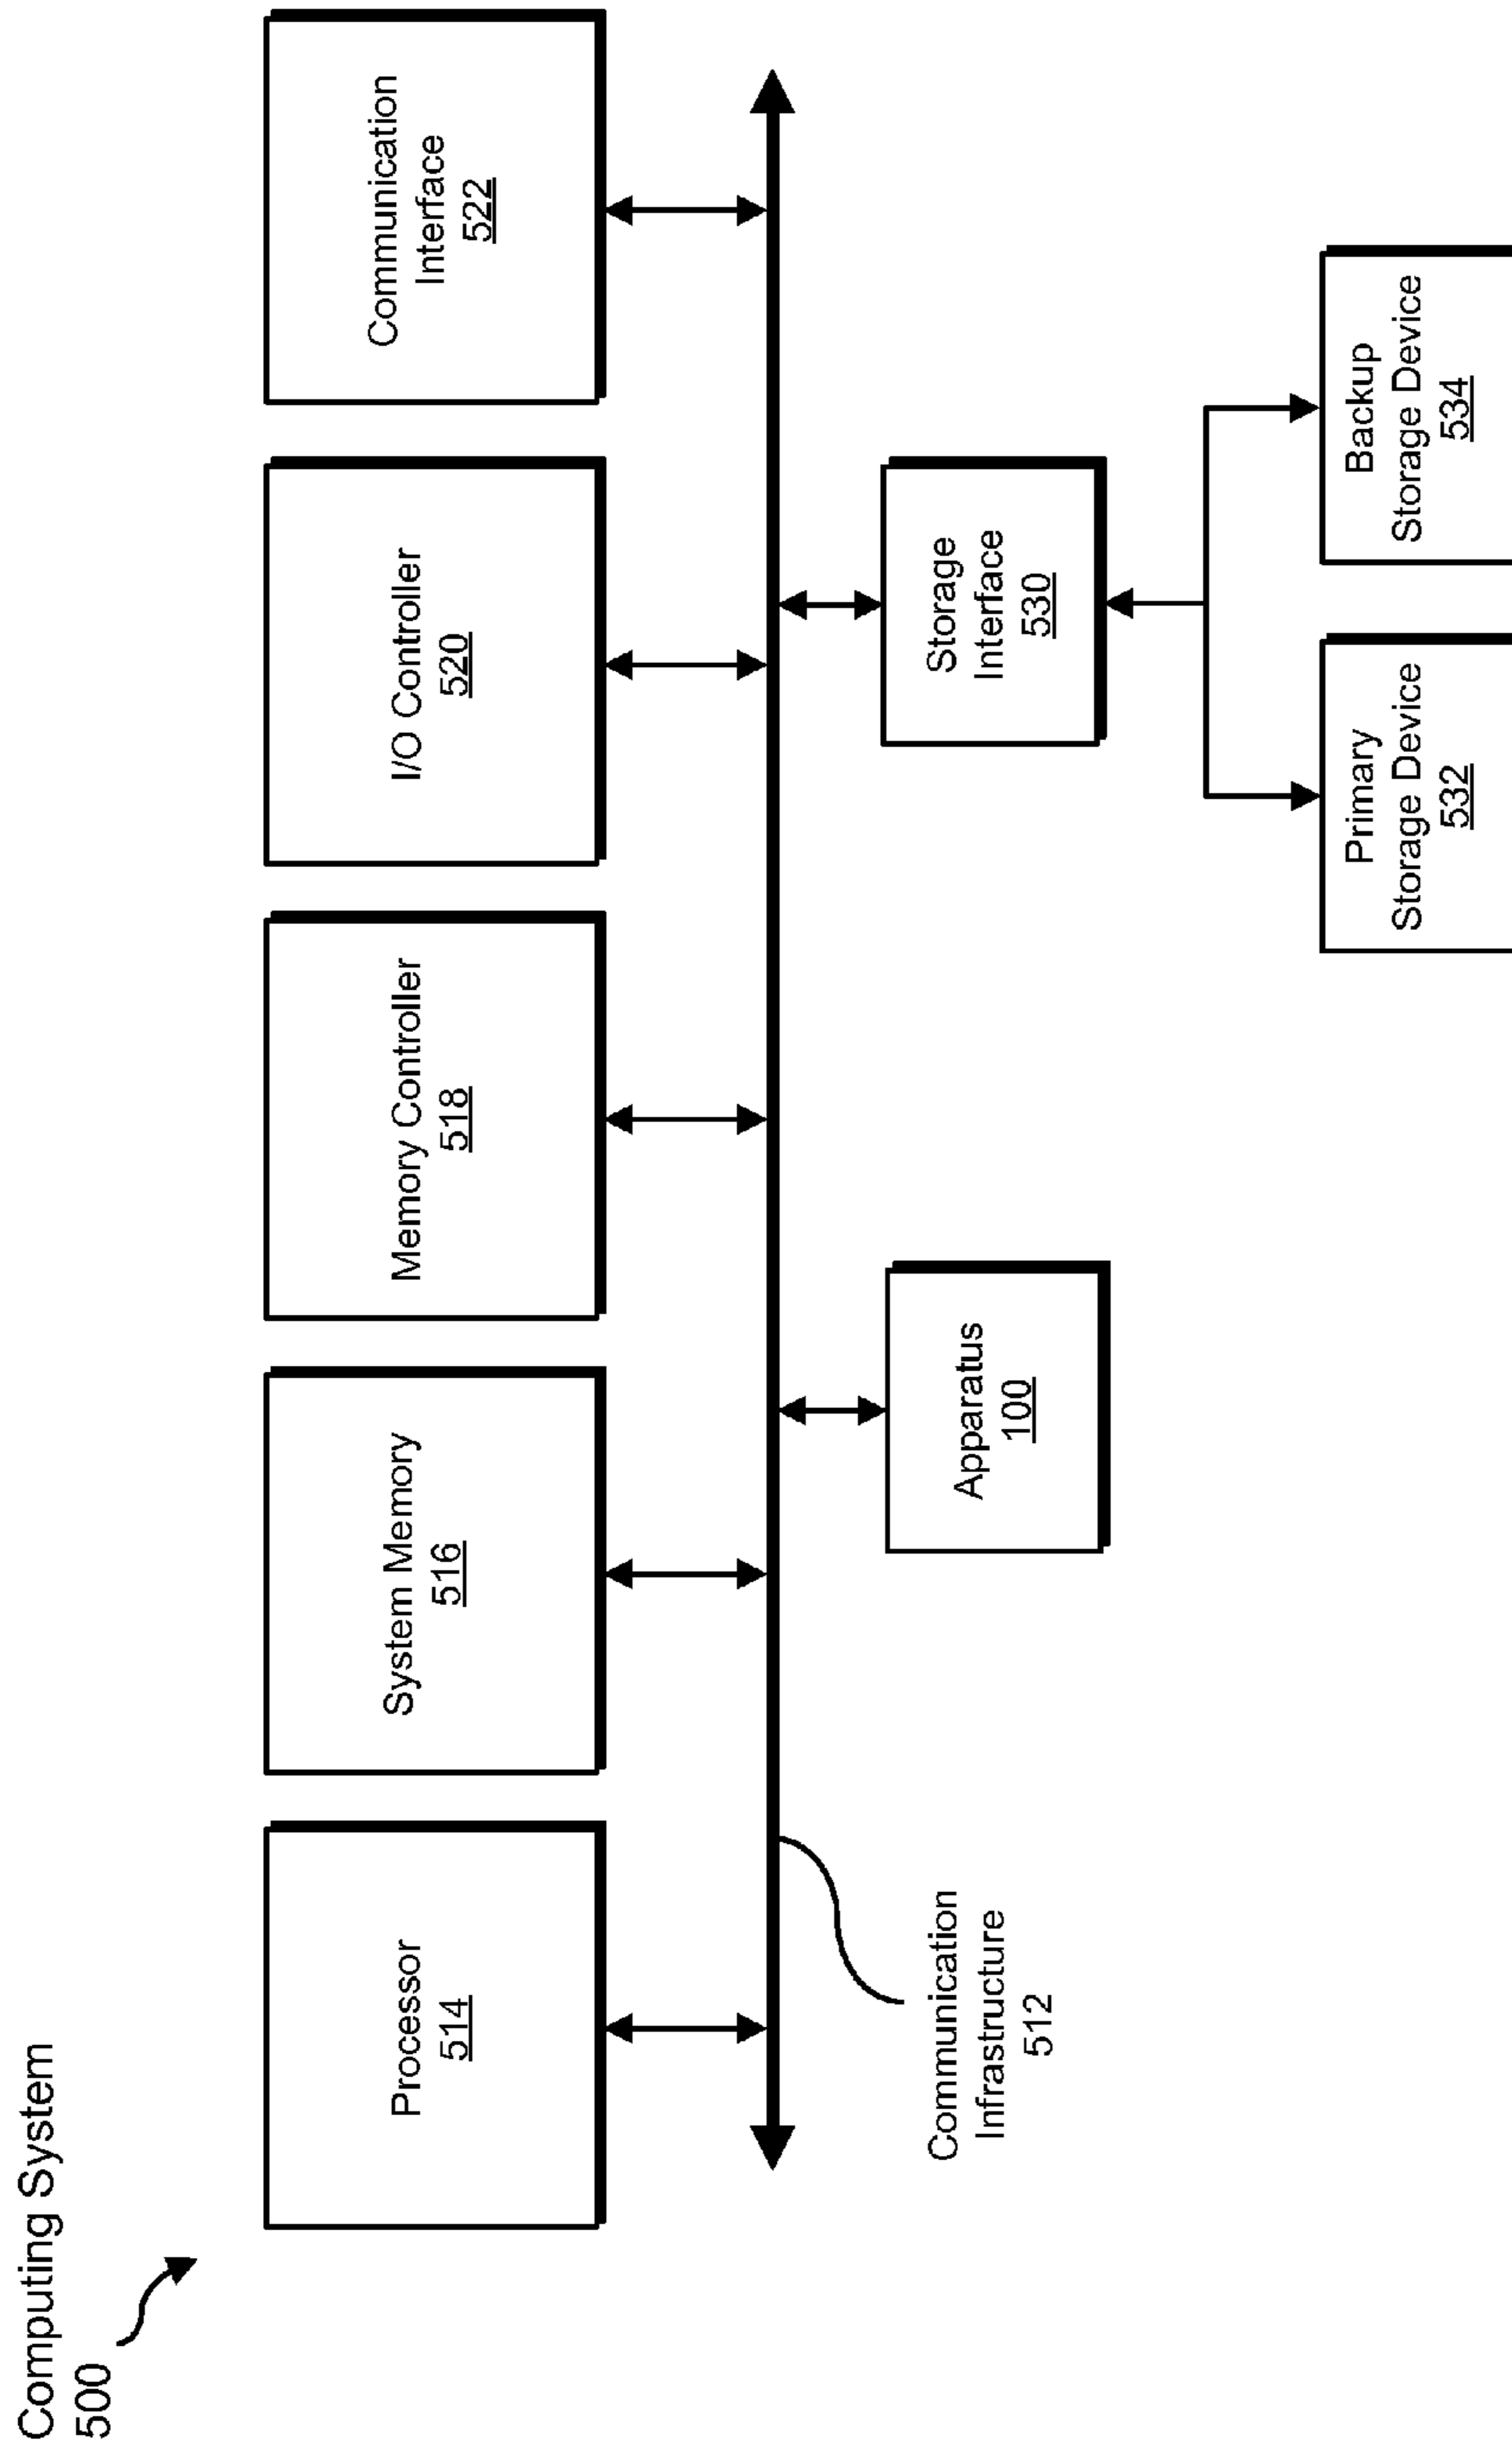 Computing System
500
Processor
514
System Memory
516
Memory Controller
518
I/O Controller
520
Communication
Interface
522
Communication
Infrastructure
512
Apparatus
100
Storage
Interface
530
Primary
Storage Device
532
Backup
Storage Device
534